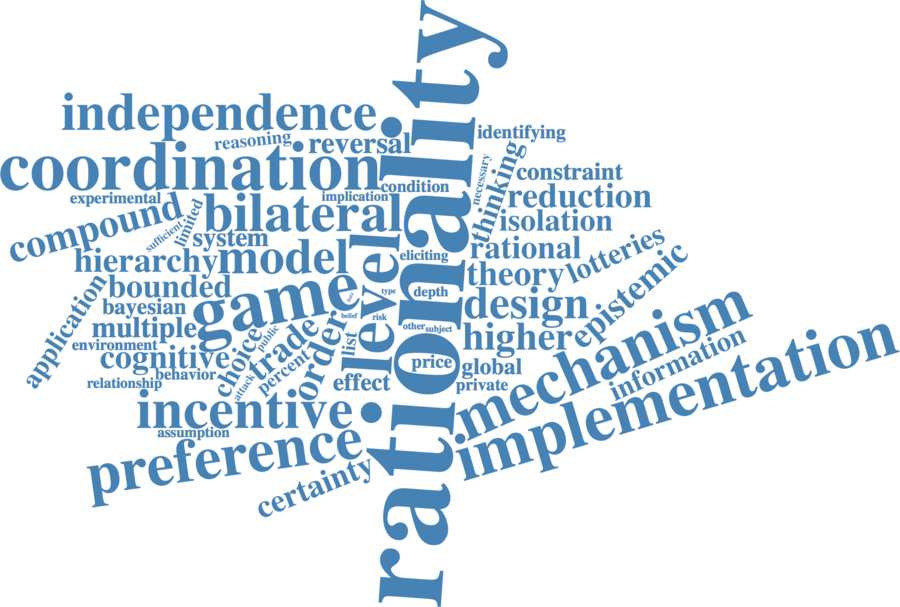 rationality
independence
identifying
reasoning
reversal
coordination
condition
necessary
thinking
constraint
experimental
implication
reduction
compound
sufficient
limited
bilateral
isolation
system
rational
hierarchy
model
eliciting
theory
lotteries
epistemic
bounded
level
type
depth
design
application
bayesian
game
belief
risk
multiple
other
subject
higher
mechanism
environment
public
trade
order
list
cognitive
choice
price
global
information
relationship
behavior
attack
percent
effect
private
implementation
incentive
assumption
preference
certainty